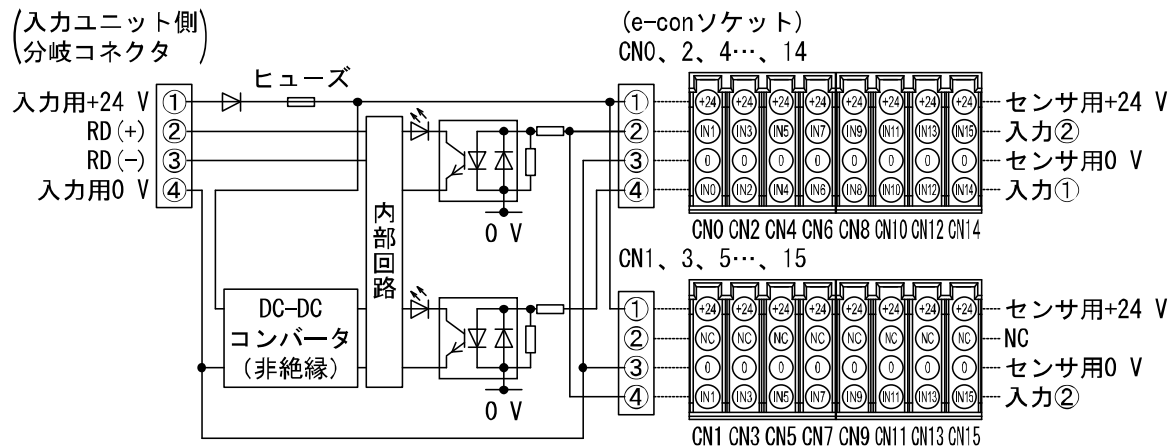 (入力ユニット側)
分岐コネクタ
(e-conソケット)
CN0、2、4…、14
ヒューズ
入力用+24 V ①
RD(+) ②
RD(-) ③
入力用0 V ④
内部回路
DC-DC
コンバータ
(非絶縁)
0 V
0 V
① +24 +24 +24 +24 +24 +24 +24 +24 センサ用+24 V
② IN1 IN3 IN5 IN7 IN9 IN11 IN13 IN15 入力②
③ 0 0 0 0 0 0 0 0 センサ用0 V
④ IN0 IN2 IN4 IN6 IN8 IN10 IN12 IN14 入力①
CN0 CN2 CN4 CN6 CN8 CN10 CN12 CN14
CN1、3、5…、15
① +24 +24 +24 +24 +24 +24 +24 +24 センサ用+24 V
② NC NC NC NC NC NC NC NC NC
③ 0 0 0 0 0 0 0 0 センサ用0 V
④ IN1 IN3 IN5 IN7 IN9 IN11 IN13 IN15 入力②
CN1 CN3 CN5 CN7 CN9 CN11 CN13 CN15